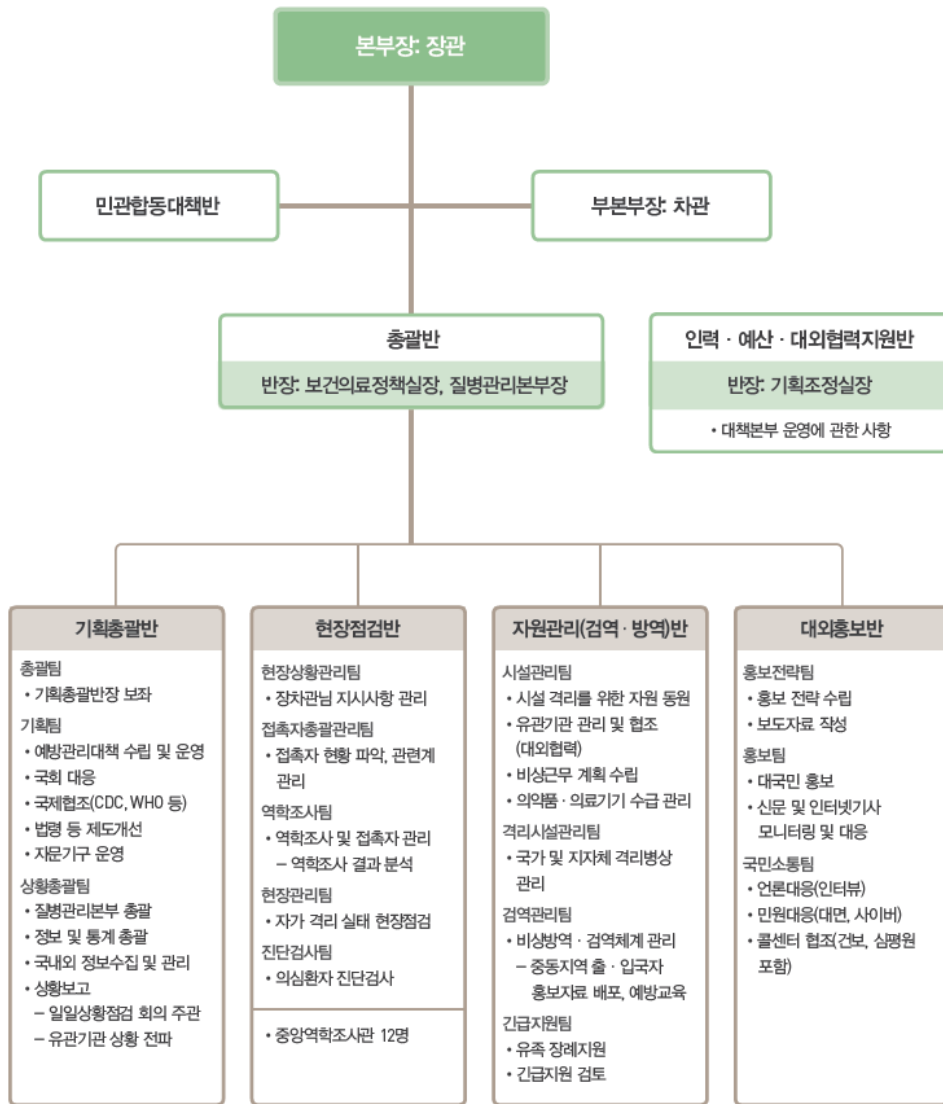 본부장: 장관
민관합동대책반
부본부장: 차관
총괄반
반장: 보건의료정책실장, 질병관리본부장
인력 · 예산 · 대외협력지원반
반장: 기획조정실장
• 대책본부 운영에 관한 사항
기획총괄반
총괄팀
• 기획총괄반장 보좌
기획팀
• 예방관리대책 수립 및 운영
• 국회 대응
• 국제협조(CDC, WHO 등)
• 법령 등 제도개선
• 자문기구 운영
상황총괄팀
• 질병관리본부 총괄
• 정보 및 통계 총괄
• 국내외 정보수집 및 관리
• 상황보고
– 일일상황점검 회의 주관
– 유관기관 상황 전파
현장점검반
현장상황관리팀
• 장차관님 지시사항 관리
접촉자총괄관리팀
• 접촉자 현황 파악, 관련계
관리
역학조사팀
• 역학조사 및 접촉자 관리
– 역학조사 결과 분석
현장관리팀
• 자가 격리 실태 현장점검
진단검사팀
• 의심환자 진단검사
• 중앙역학조사관 12명
자원관리(검역 · 방역)반
시설관리팀
• 시설 격리를 위한 자원 동원
• 유관기관 관리 및 협조
(대외협력)
• 비상근무 계획 수립
• 의약품 · 의료기기 수급 관리
격리시설관리팀
• 국가 및 지자체 격리병상
관리
검역관리팀
• 비상방역 · 검역체계 관리
– 중동지역 출 · 입국자
홍보자료 배포, 예방교육
긴급지원팀
• 유족 장례지원
• 긴급지원 검토
대외홍보반
홍보전략팀
• 홍보 전략 수립
• 보도자료 작성
홍보팀
• 대국민 홍보
• 신문 및 인터넷기사
모니터링 및 대응
국민소통팀
• 언론대응(인터뷰)
• 민원대응(대면, 사이버)
• 콜센터 협조(건보, 심평원
포함)